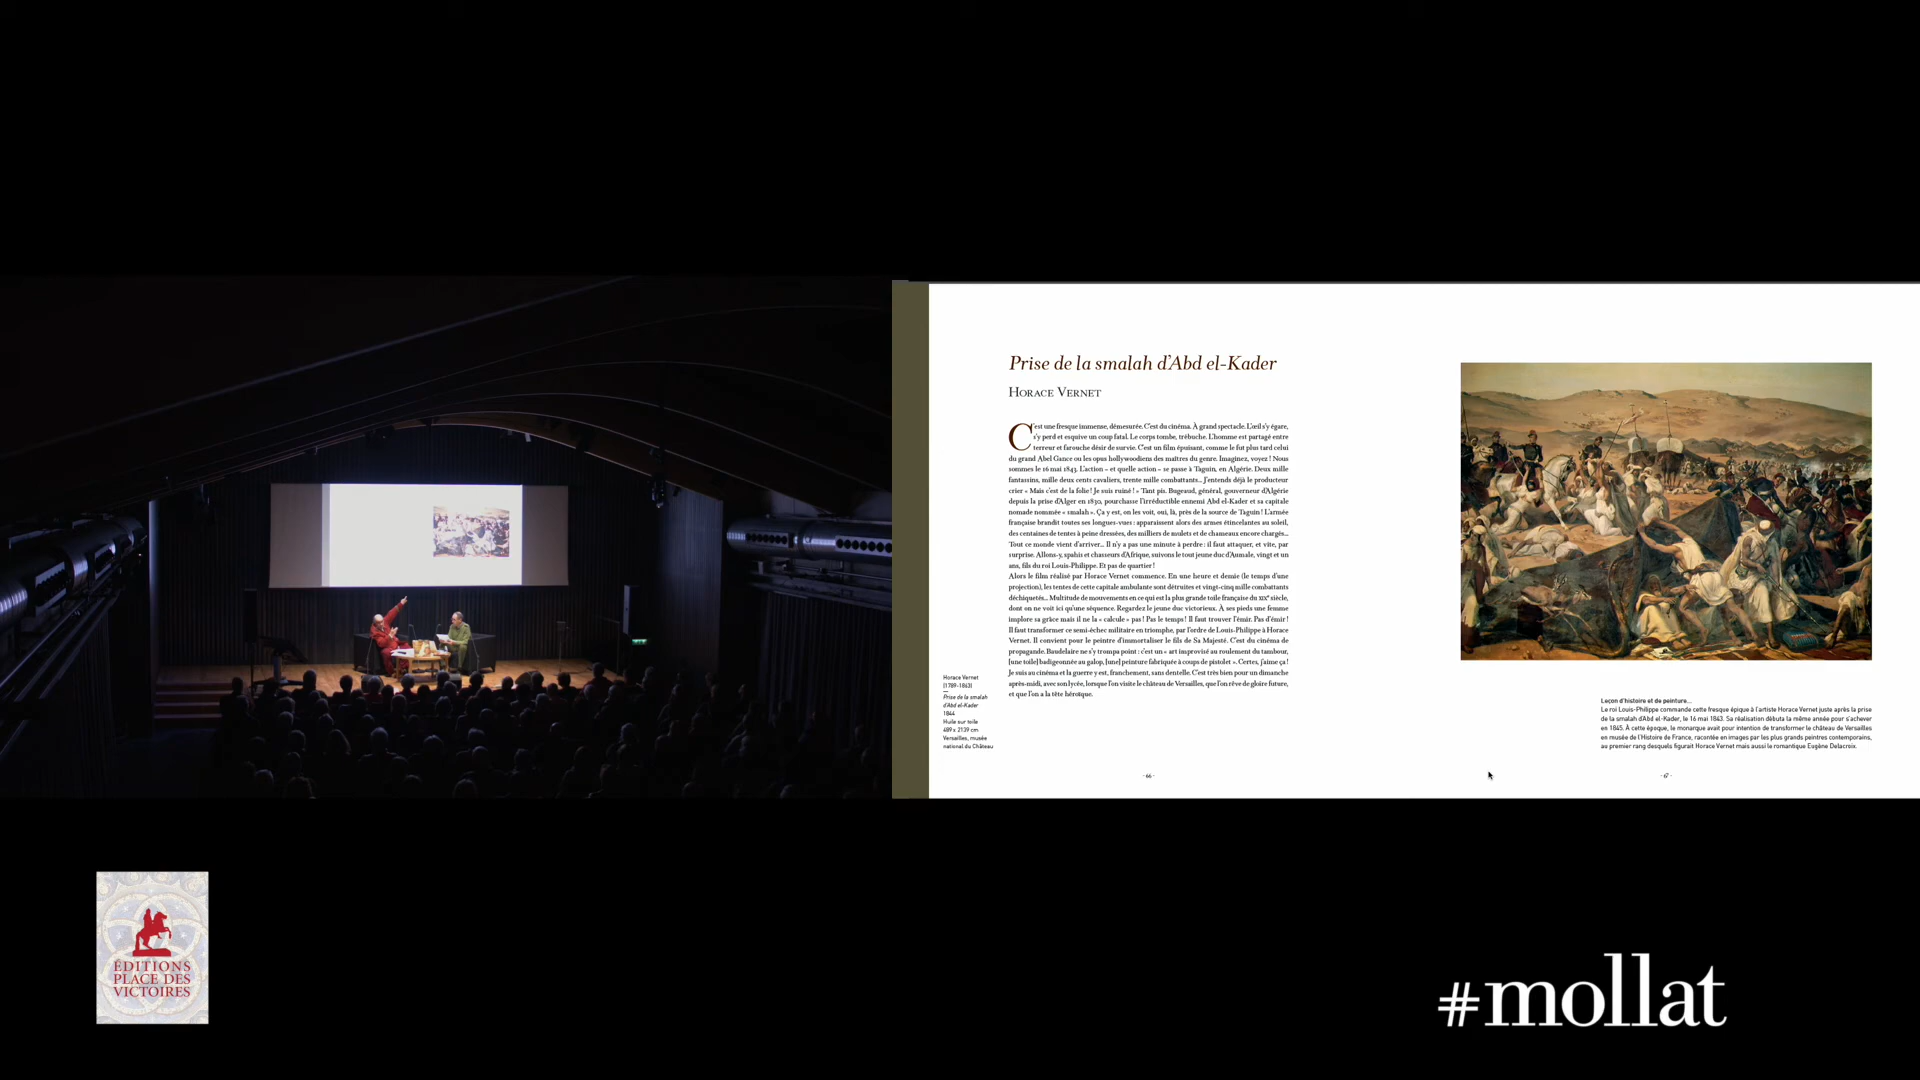 Prise de la smalah d'Abd el-Kader
HORACE VERNET
C'est une fresque immense, démesurée. C'est du cinéma. À grand spectacle. L'œil s'y égare,
s'y perd et esquive un coup fatal. Le corps tombe, trébuche. L'homme est partagé entre
terreur et farouche désir de survie. C'est un film épuisant, comme le fut plus tard celui
du grand Abel Gance ou les opus hollywoodiens des maîtres du genre. Imaginez, voyez ! Nous
sommes le 16 mai 1843. L'action – et quelle action – se passe à Taguin, en Algérie. Deux mille
fantassins, mille deux cents cavaliers, trente mille combattants... J'entends déjà le producteur
crier « Mais c'est de la folie ! Je suis ruiné ! » Tant pis. Bugeaud, général, gouverneur d'Algérie
depuis la prise d'Alger en 1830, pourchasse l'irréductible ennemi Abd el-Kader et sa capitale
nomade nommée « smalah ». Ça y est, on les voit, oui, là, près de la source de Taguin ! L'armée
française brandit toutes ses longues-vues : apparaissent alors des armes étincelantes au soleil,
des centaines de tentes à peine dressées, des milliers de mulets et de chameaux encore chargés...
Tout ce monde vient d'arriver... Il n'y a pas une minute à perdre : il faut attaquer, et vite, par
surprise. Allons-y, spahis et chasseurs d'Afrique, suivons le tout jeune duc d'Aumale, vingt et un
ans, fils du roi Louis-Philippe. Et pas de quartier !
Alors le film réalisé par Horace Vernet commence. En une heure et demie (le temps d'une
projection), les tentes de cette capitale ambulante sont détruites et vingt-cinq mille combattants
déchiquetés... Multitude de mouvements en ce qui est la plus grande toile française du XIXe siècle,
dont on ne voit ici qu'une séquence. Regardez le jeune duc victorieux. À ses pieds une femme
implore sa grâce mais il ne la « calcule » pas ! Pas le temps ! Il faut trouver l'émir. Pas d'émir !
Il faut transformer ce semi-échec militaire en triomphe, par l'ordre de Louis-Philippe à Horace
Vernet. Il convient pour le peintre d'immortaliser le fils de Sa Majesté. C'est du cinéma de
propagande. Baudelaire ne s'y trompa point : c'est un « art improvisé au roulement du tambour,
[une toile] badigeonnée au galop, [une] peinture fabriquée à coups de pistolet ». Certes, j'aime ça !
Je suis au cinéma et la guerre y est, franchement, sans dentelle. C'est très bien pour un dimanche
après-midi, avec son lycée, lorsque l'on visite le château de Versailles, que l'on rêve de gloire future,
et que l'on a la tête héroïque.
Horace Vernet
(1789-1863)
Prise de la smalah
d'Abd el-Kader
1844
Huile sur toile
489 x 2139 cm
Versailles, musée
national du Château
- 66 -
Leçon d'histoire et de peinture...
Le roi Louis-Philippe commande cette fresque épique à l'artiste Horace Vernet juste après la prise
de la smalah d'Abd el-Kader, le 16 mai 1843. Sa réalisation débuta la même année pour s'achever
en 1845. À cette époque, le monarque avait pour intention de transformer le château de Versailles
en musée de l'Histoire de France, racontée en images par les plus grands peintres contemporains,
au premier rang desquels figurait Horace Vernet mais aussi le romantique Eugène Delacroix.
- 67 -
ÉDITIONS
PLACE DES
VICTOIRES
#mollat